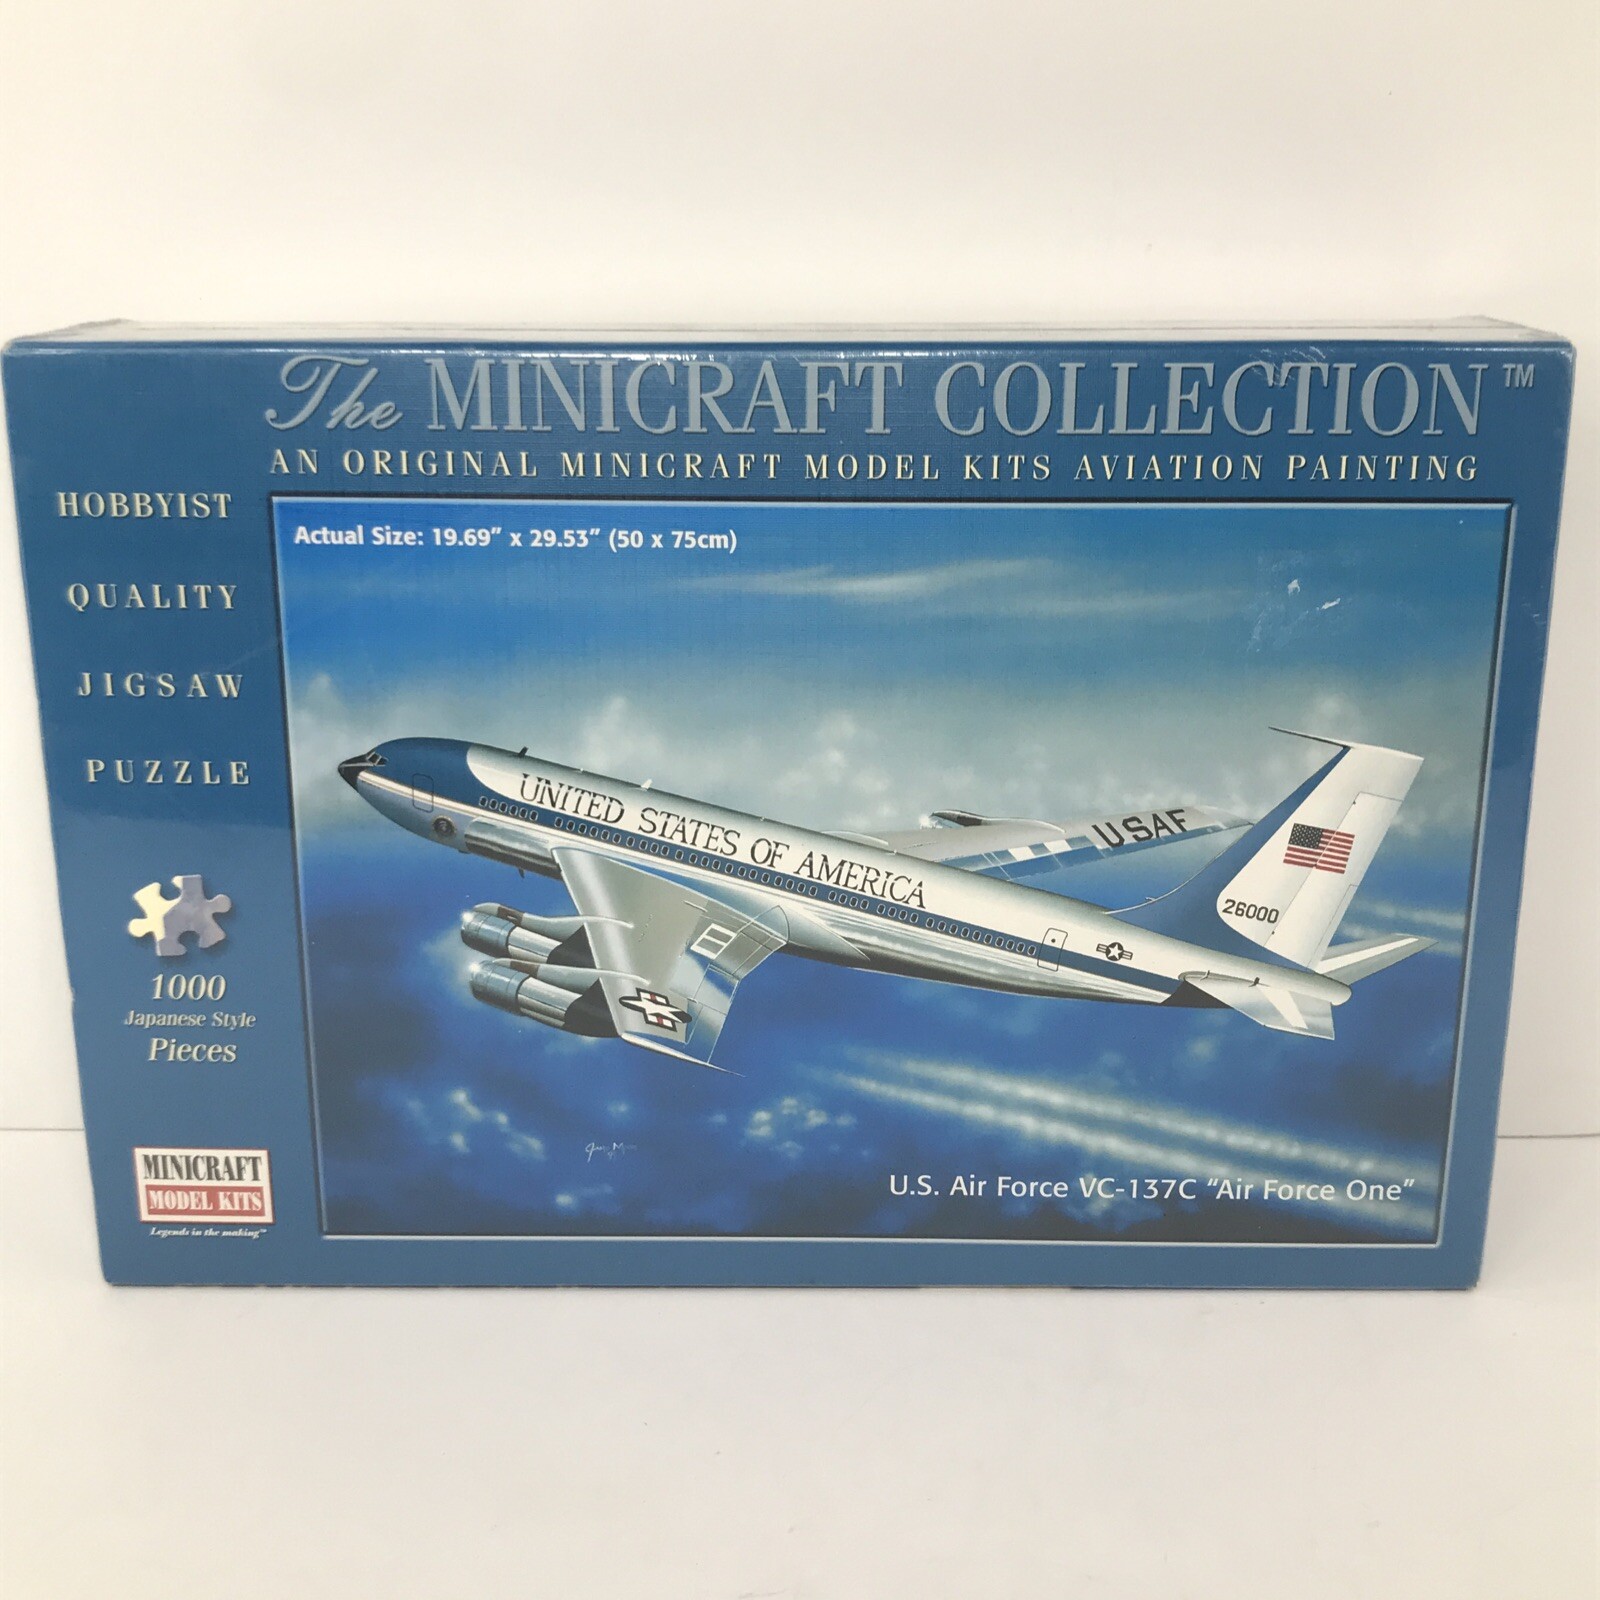 The MINICRAFT COLLECTION™
AN ORIGINAL MINICRAFT MODEL KITS AVIATION PAINTING
HOBBYIST
QUALITY
JIGSAW
PUZZLE
Actual Size: 19.69" x 29.53" (50 x 75cm)
UNITED STATES OF AMERICA
USAF
26000
1000
Japanese Style
Pieces
MINICRAFT
MODEL KITS
Legends in the making™
U.S. Air Force VC-137C "Air Force One"